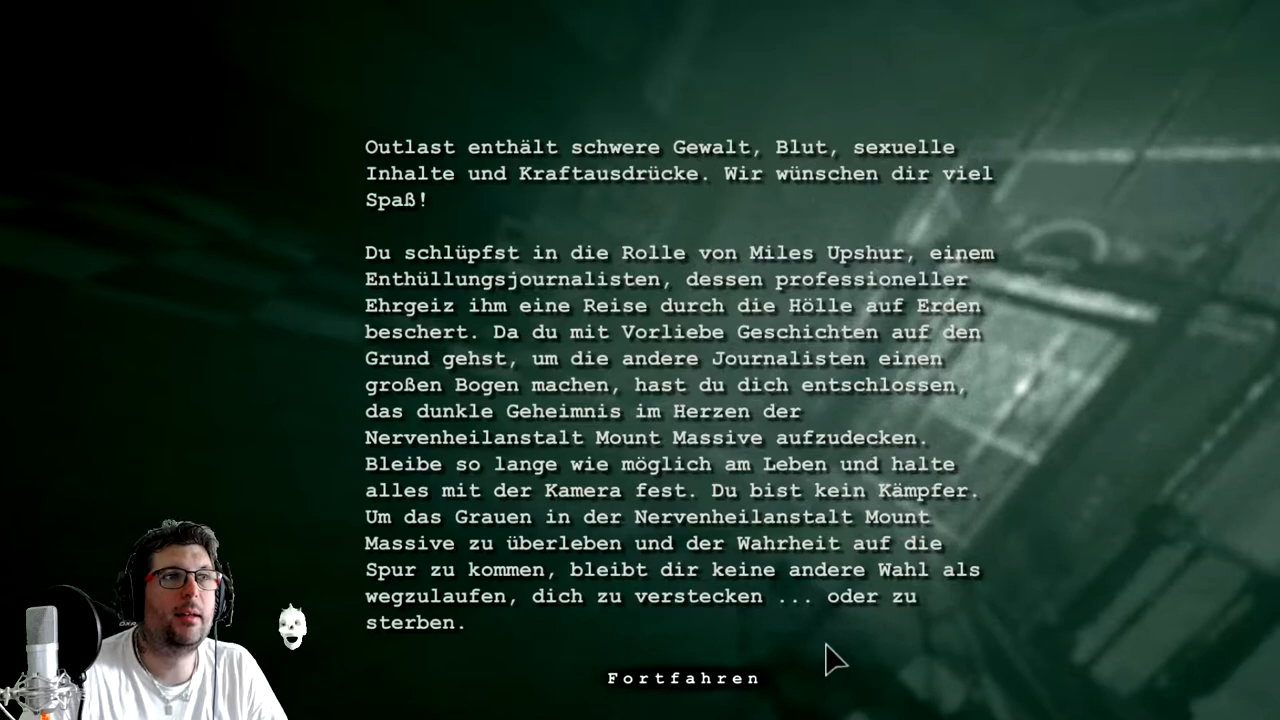 Outlast enthält schwere Gewalt, Blut, sexuelle
Inhalte und Kraftausdrücke. Wir wünschen dir viel
Spaß!
Du schlüpfst in die Rolle von Miles Upshur, einem
Enthüllungsjournalisten, dessen professioneller
Ehrgeiz ihm eine Reise durch die Hölle auf Erden
beschert. Da du mit Vorliebe Geschichten auf den
Grund gehst, um die andere Journalisten einen
großen Bogen machen, hast du dich entschlossen,
das dunkle Geheimnis im Herzen der
Nervenheilanstalt Mount Massive aufzudecken.
Bleibe so lange wie möglich am Leben und halte
alles mit der Kamera fest. Du bist kein Kämpfer.
Um das Grauen in der Nervenheilanstalt Mount
Massive zu überleben und der Wahrheit auf die
Spur zu kommen, bleibt dir keine andere Wahl als
wegzulaufen, dich zu verstecken ... oder zu
sterben.
Fortfahren